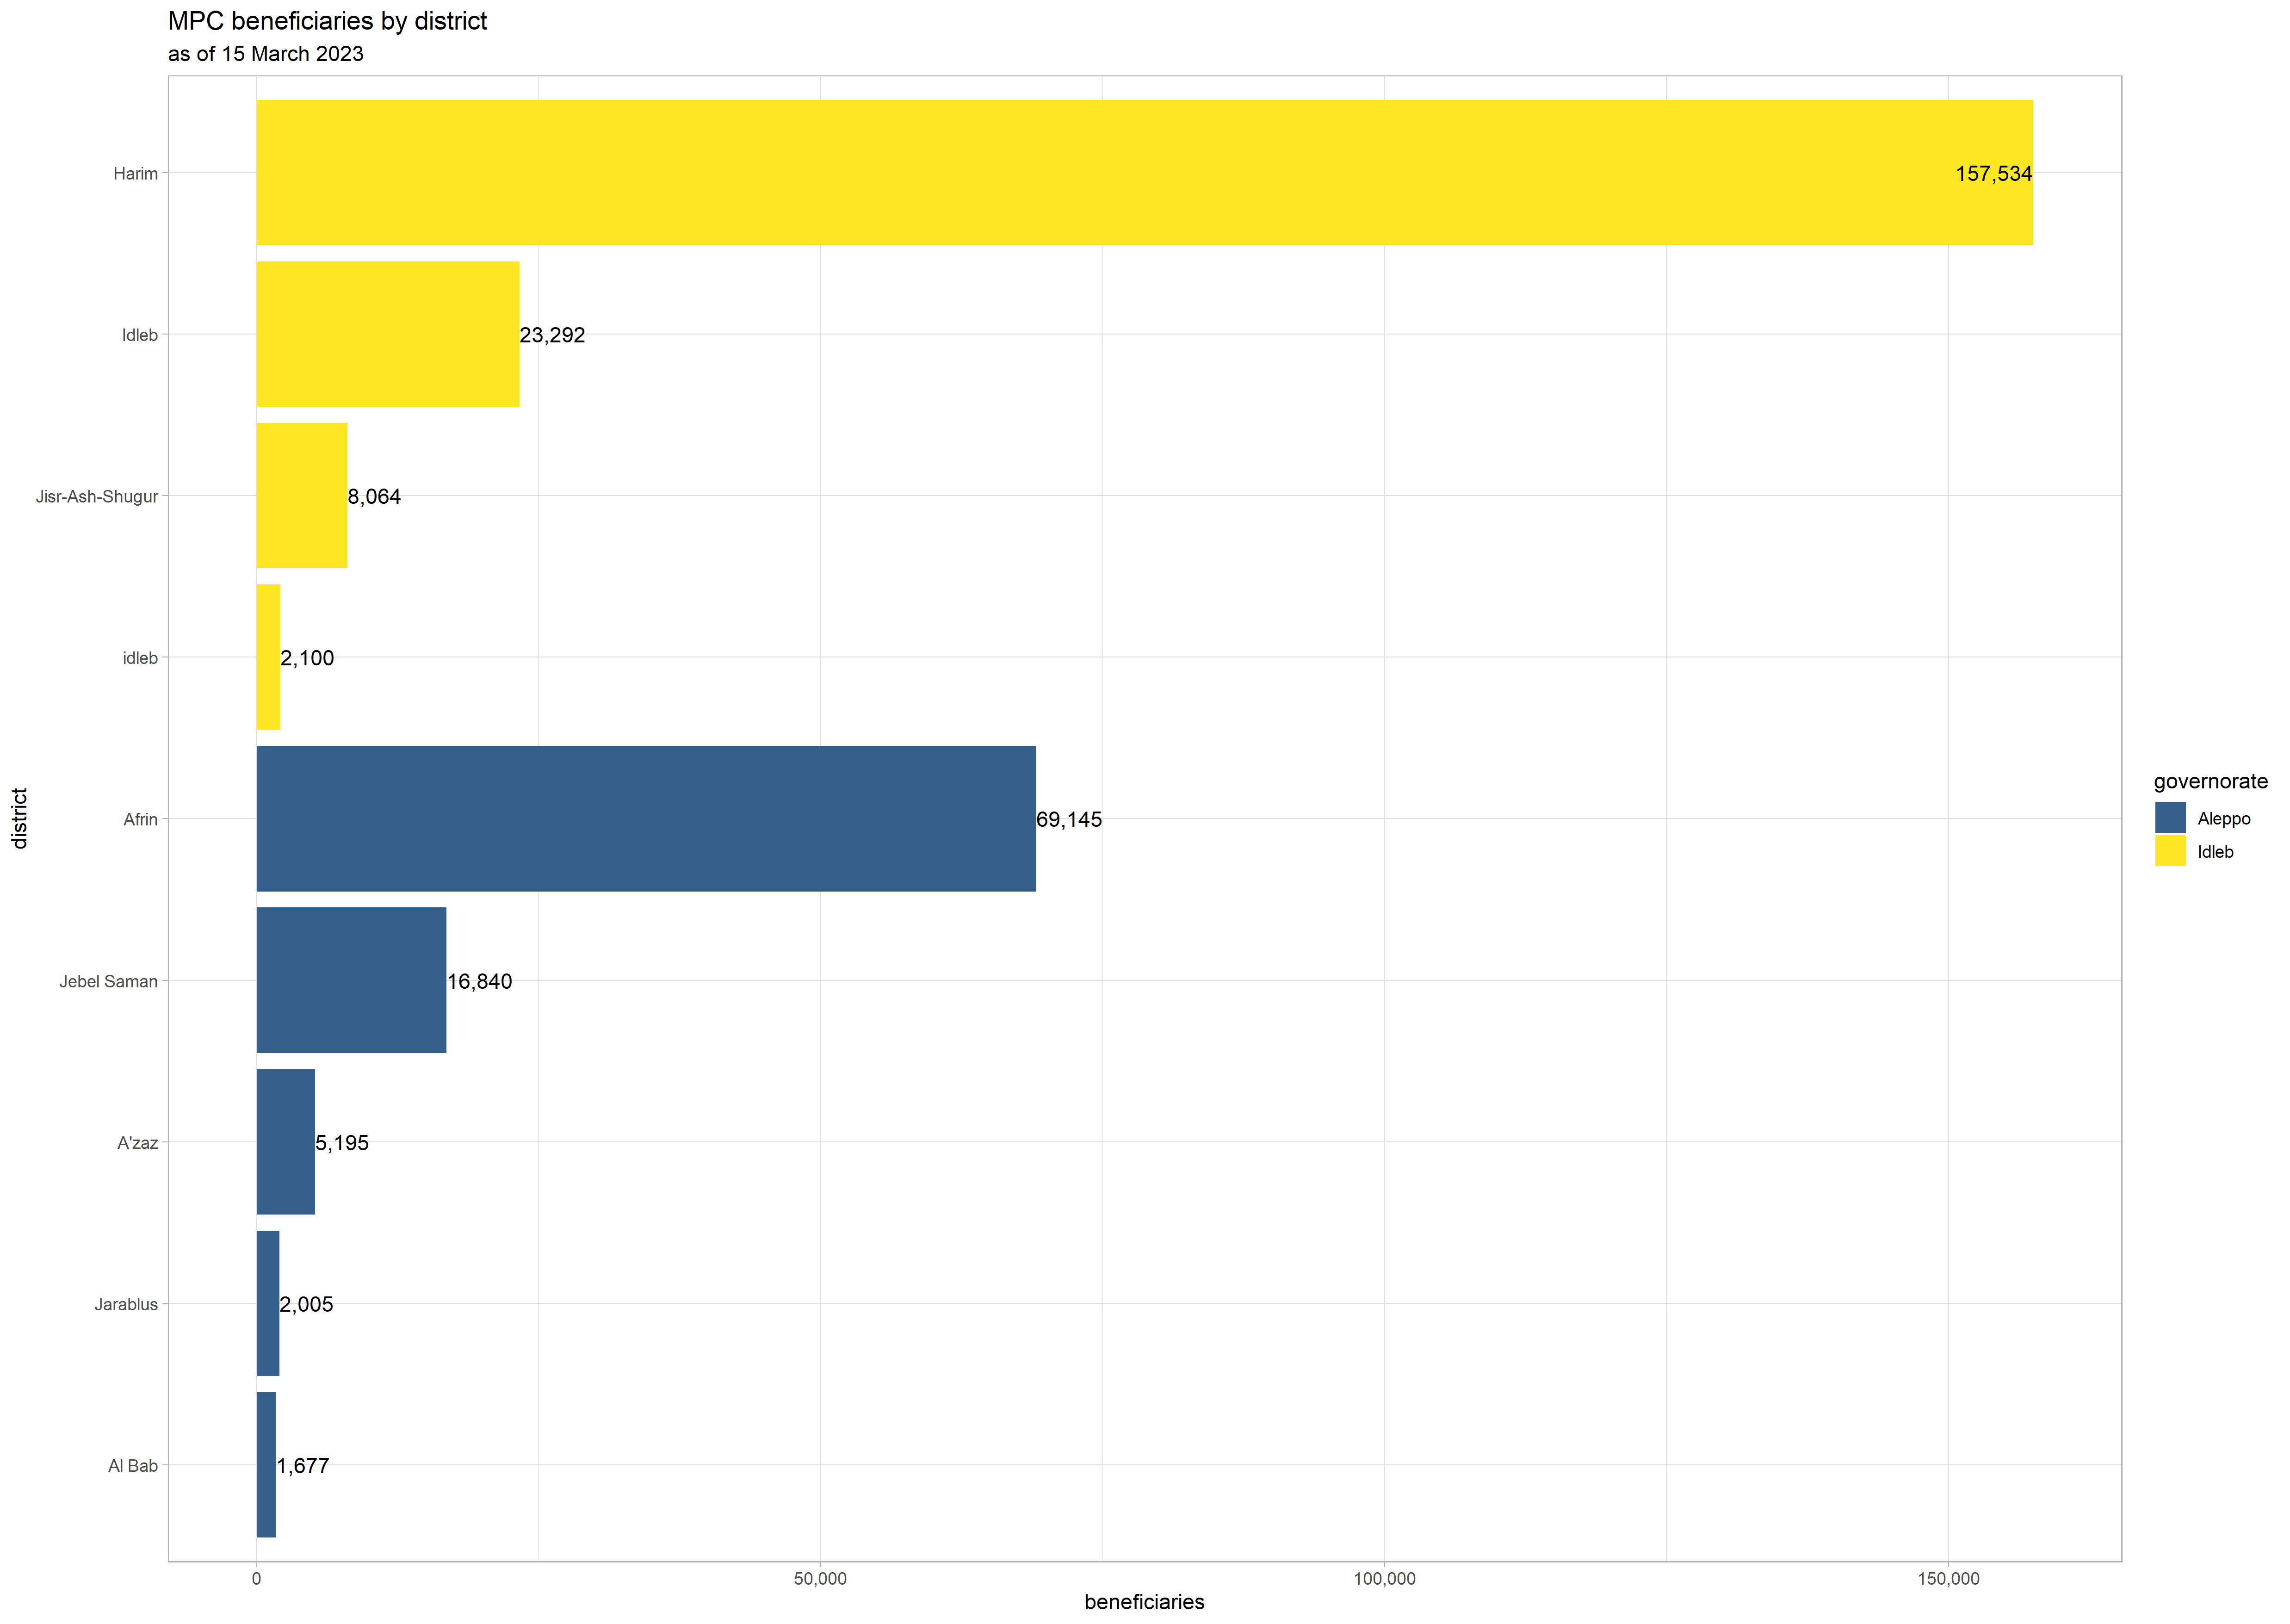 MPC beneficiaries by district
as of 15 March 2023
district
Harim 157,534
Idleb 23,292
Jisr-Ash-Shugur 8,064
idleb 2,100
Afrin 69,145
Jebel Saman 16,840
A'zaz 5,195
Jarablus 2,005
Al Bab 1,677
0 50,000 100,000 150,000
beneficiaries
governorate
Aleppo
Idleb